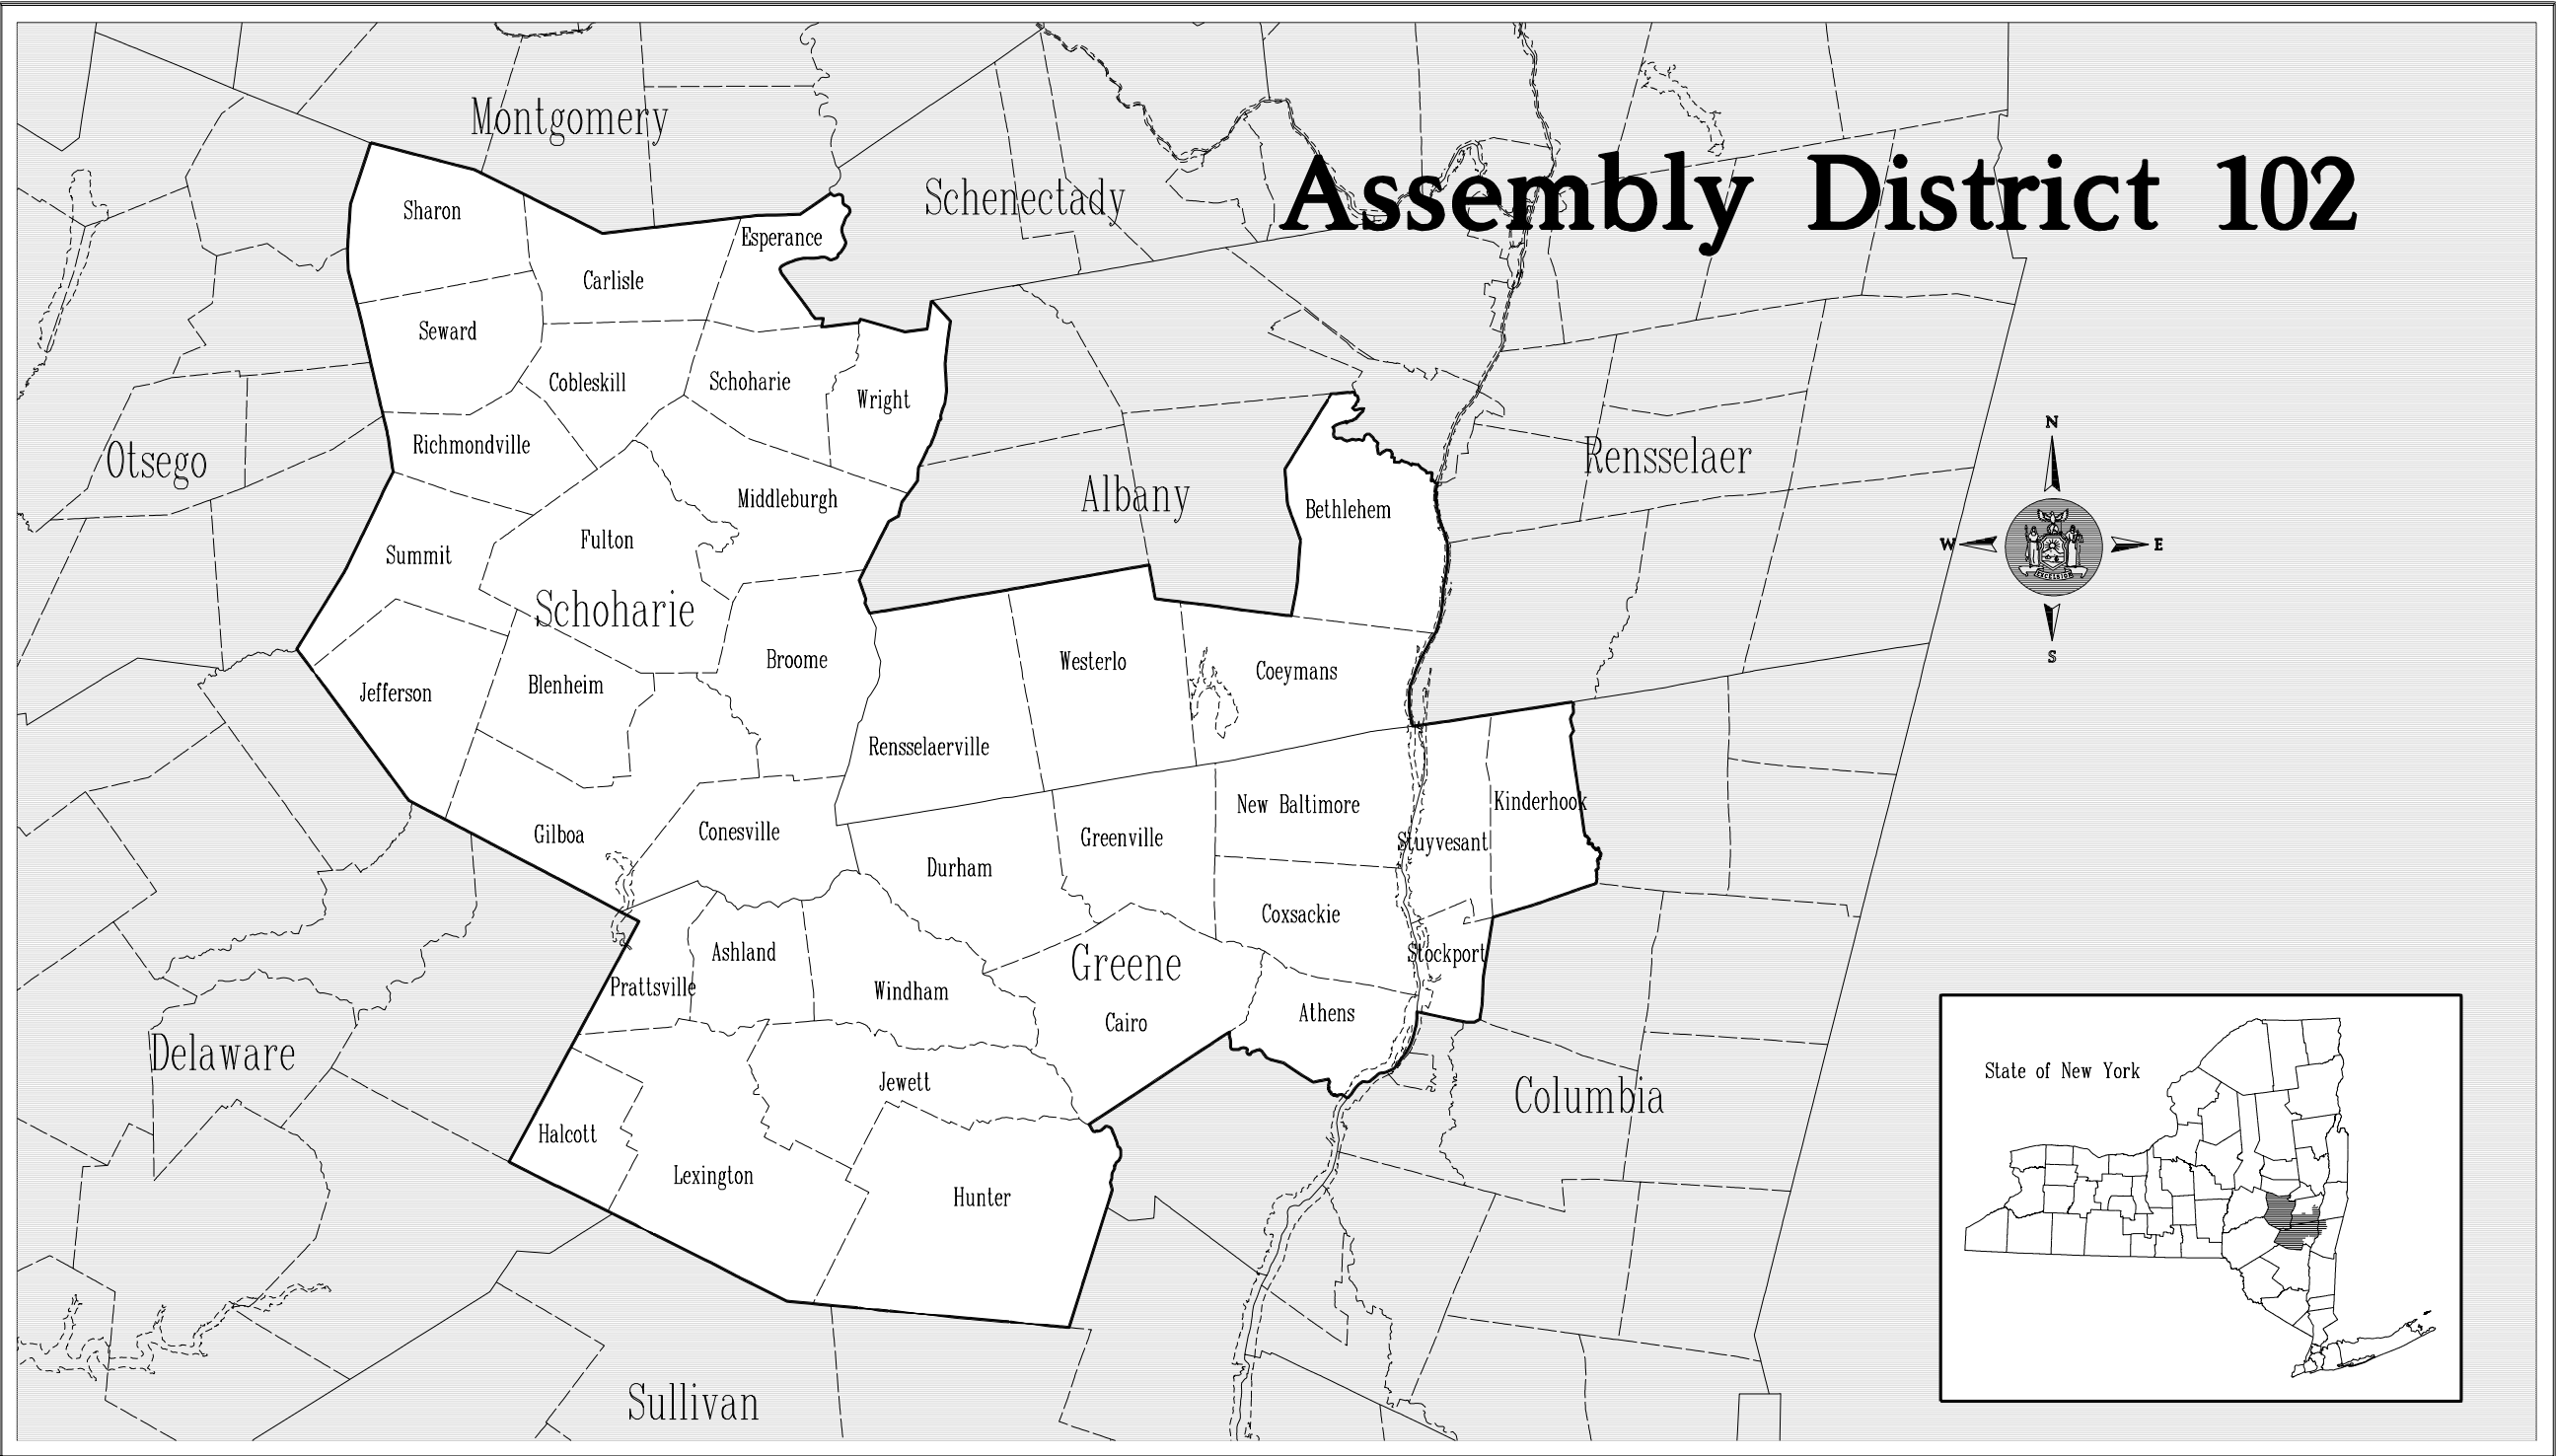 Assembly District 102
Montgomery
Schenectady
Sharon
Esperance
Carlisle
Seward
Cobleskill
Schoharie
Wright
Richmondville
Otsego
Rensselaer
Albany
Middleburgh
Bethlehem
Fulton
Summit
Schoharie
Broome
Westerlo
Coeymans
Blenheim
Jefferson
Rensselaerville
Kinderhook
New Baltimore
Gilboa
Conesville
Greenville
Stuyvesant
Durham
Coxsackie
Ashland
Stockport
Greene
Prattsville
Windham
Athens
Cairo
Delaware
Jewett
Columbia
Halcott
Lexington
Hunter
Sullivan
N
W
E
S
EXCELSIOR
State of New York